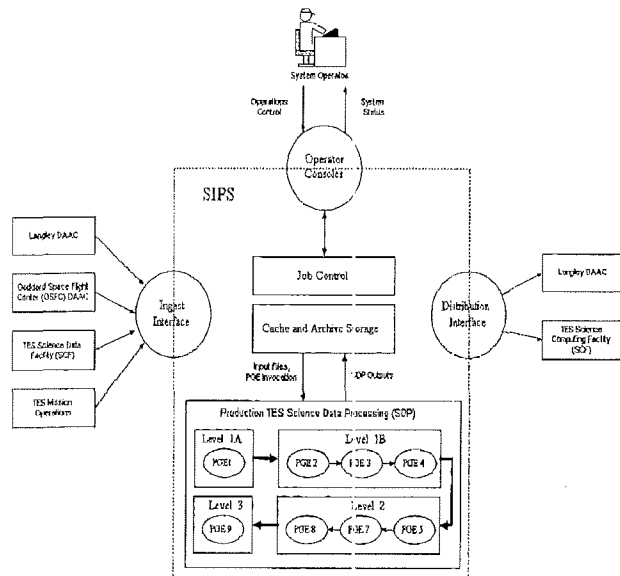 System Operator
Operations
Control
System
Status
Operator
Consoles
SIPS
Langley DAAC
Goddard Space Flight
Center (GSFC) DAAC
TES Science Data
Facility (SCF)
TES Mission
Operations
Ingest
Interface
Job Control
Cache and Archive Storage
Distribution
Interface
Langley DAAC
TES Science
Computing Facility
(SCF)
Input Files,
PGE Invocation
SDP Outputs
Production TES Science Data Processing (SDP)
Level 1A
PGE1
Level 1B
PGE 2
PGE 3
PGE 4
Level 3
PGE 9
Level 2
PGE 8
PGE 7
PGE 5